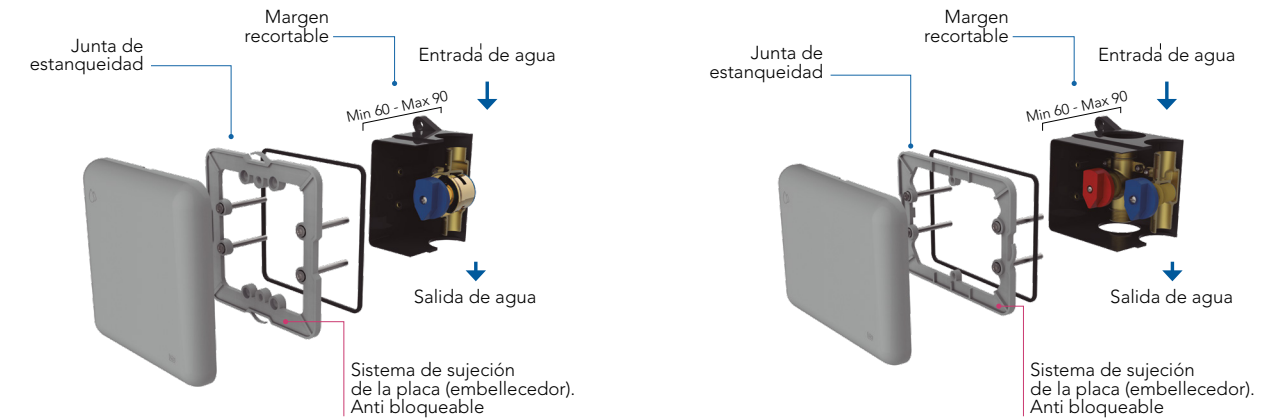 Margen
recortable
Junta de
estanqueidad
Entrada de agua
Min 60 - Max 90
Salida de agua
Sistema de sujeción
de la placa (embellecedor).
Anti bloqueable
Margen
recortable
Junta de
estanqueidad
Entrada de agua
Min 60 - Max 90
Salida de agua
Sistema de sujeción
de la placa (embellecedor).
Anti bloqueable